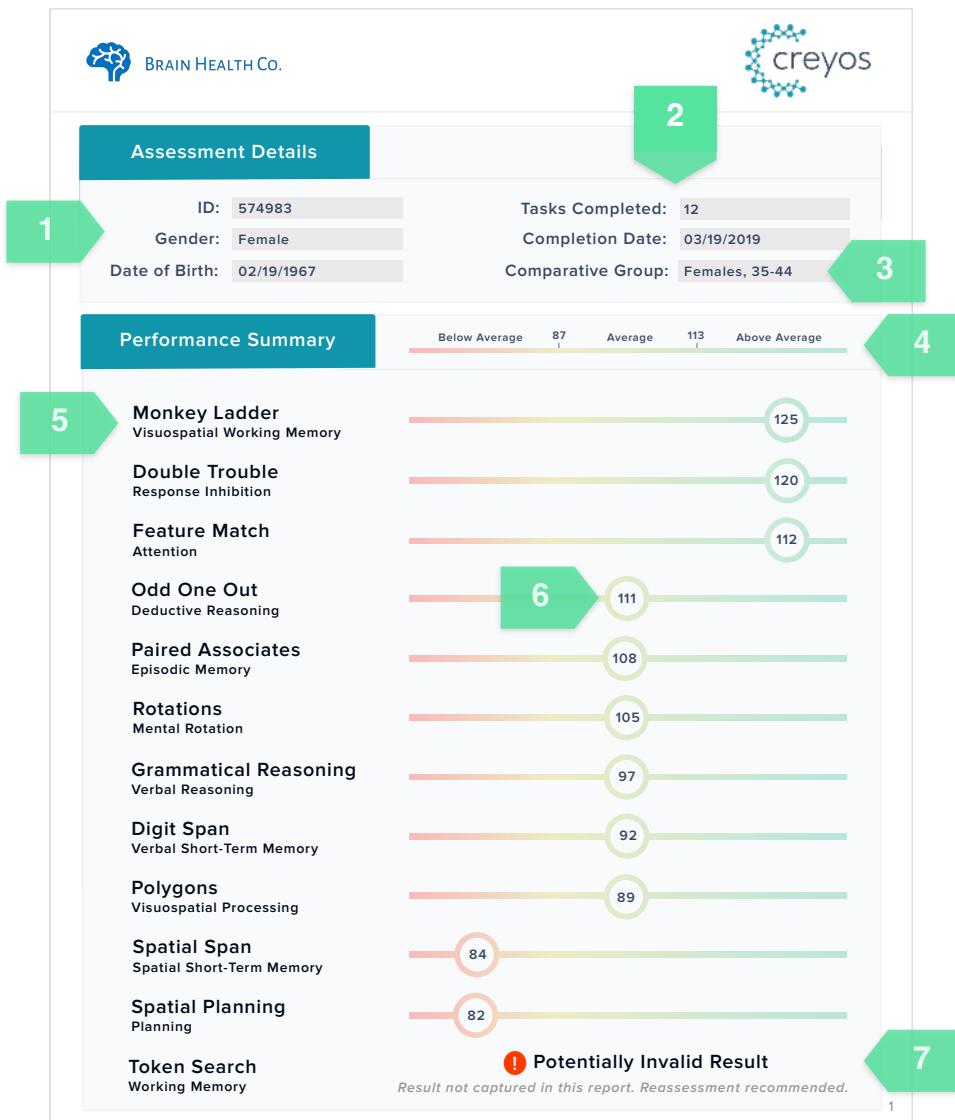 BRAIN HEALTH CO.
creyos
2
Assessment Details
1
ID: 574983
Gender: Female
Date of Birth: 02/19/1967
Tasks Completed: 12
Completion Date: 03/19/2019
Comparative Group: Females, 35-44
3
Performance Summary
Below Average 87 Average 113 Above Average
4
5
Monkey Ladder
Visuospatial Working Memory
125
Double Trouble
Response Inhibition
120
Feature Match
Attention
112
Odd One Out
Deductive Reasoning
6
111
Paired Associates
Episodic Memory
108
Rotations
Mental Rotation
105
Grammatical Reasoning
Verbal Reasoning
97
Digit Span
Verbal Short-Term Memory
92
Polygons
Visuospatial Processing
89
Spatial Span
Spatial Short-Term Memory
84
Spatial Planning
Planning
82
Token Search
Working Memory
! Potentially Invalid Result
Result not captured in this report. Reassessment recommended.
7
1